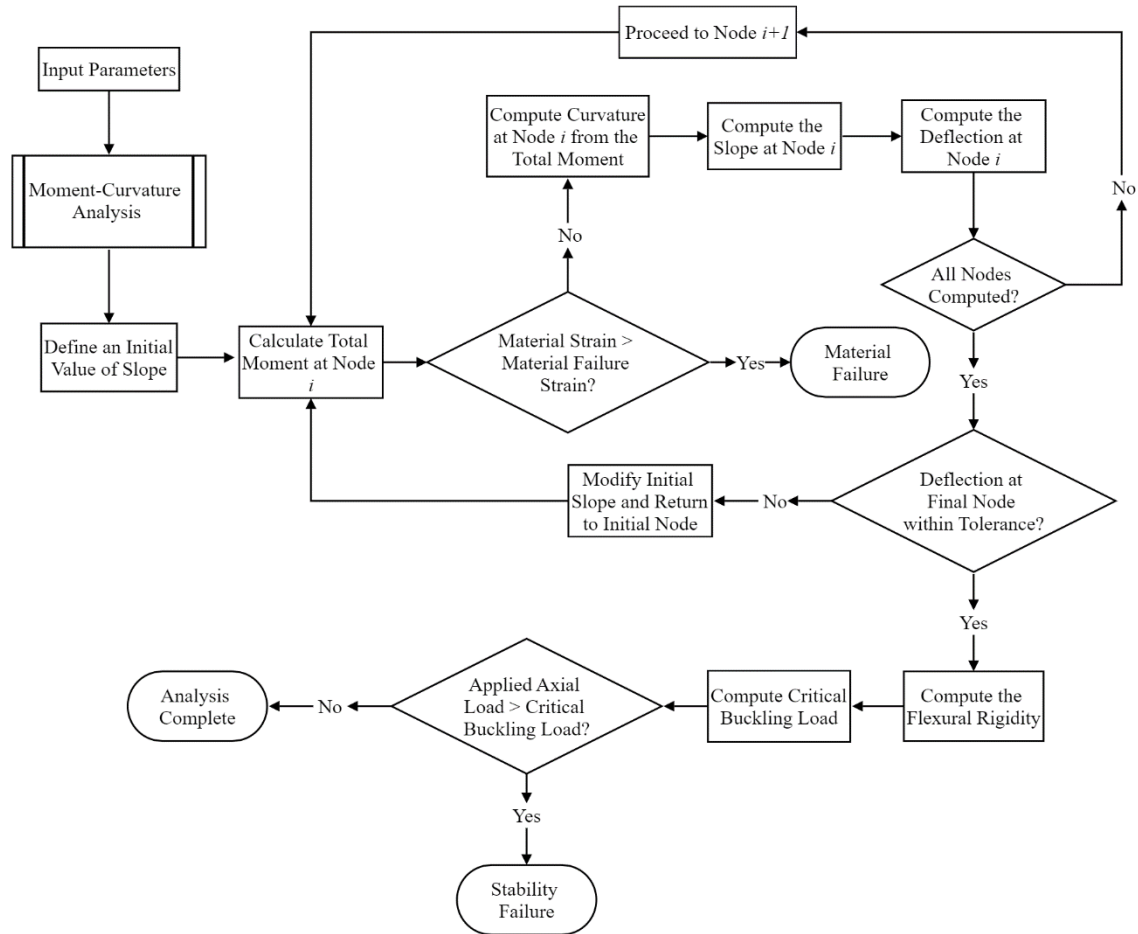 Proceed to Node i+1
Input Parameters
Compute Curvature
at Node i from the
Total Moment
Compute the
Slope at Node i
Compute the
Deflection at
Node i
No
Moment-Curvature
Analysis
No
All Nodes
Computed?
Define an Initial
Value of Slope
Calculate Total
Moment at Node
i
Material Strain >
Material Failure
Strain?
Yes
Material
Failure
Yes
Modify Initial
Slope and Return
to Initial Node
No
Deflection at
Final Node
within Tolerance?
Yes
Analysis
Complete
No
Applied Axial
Load > Critical
Buckling Load?
Compute Critical
Buckling Load
Compute the
Flexural Rigidity
Yes
Stability
Failure